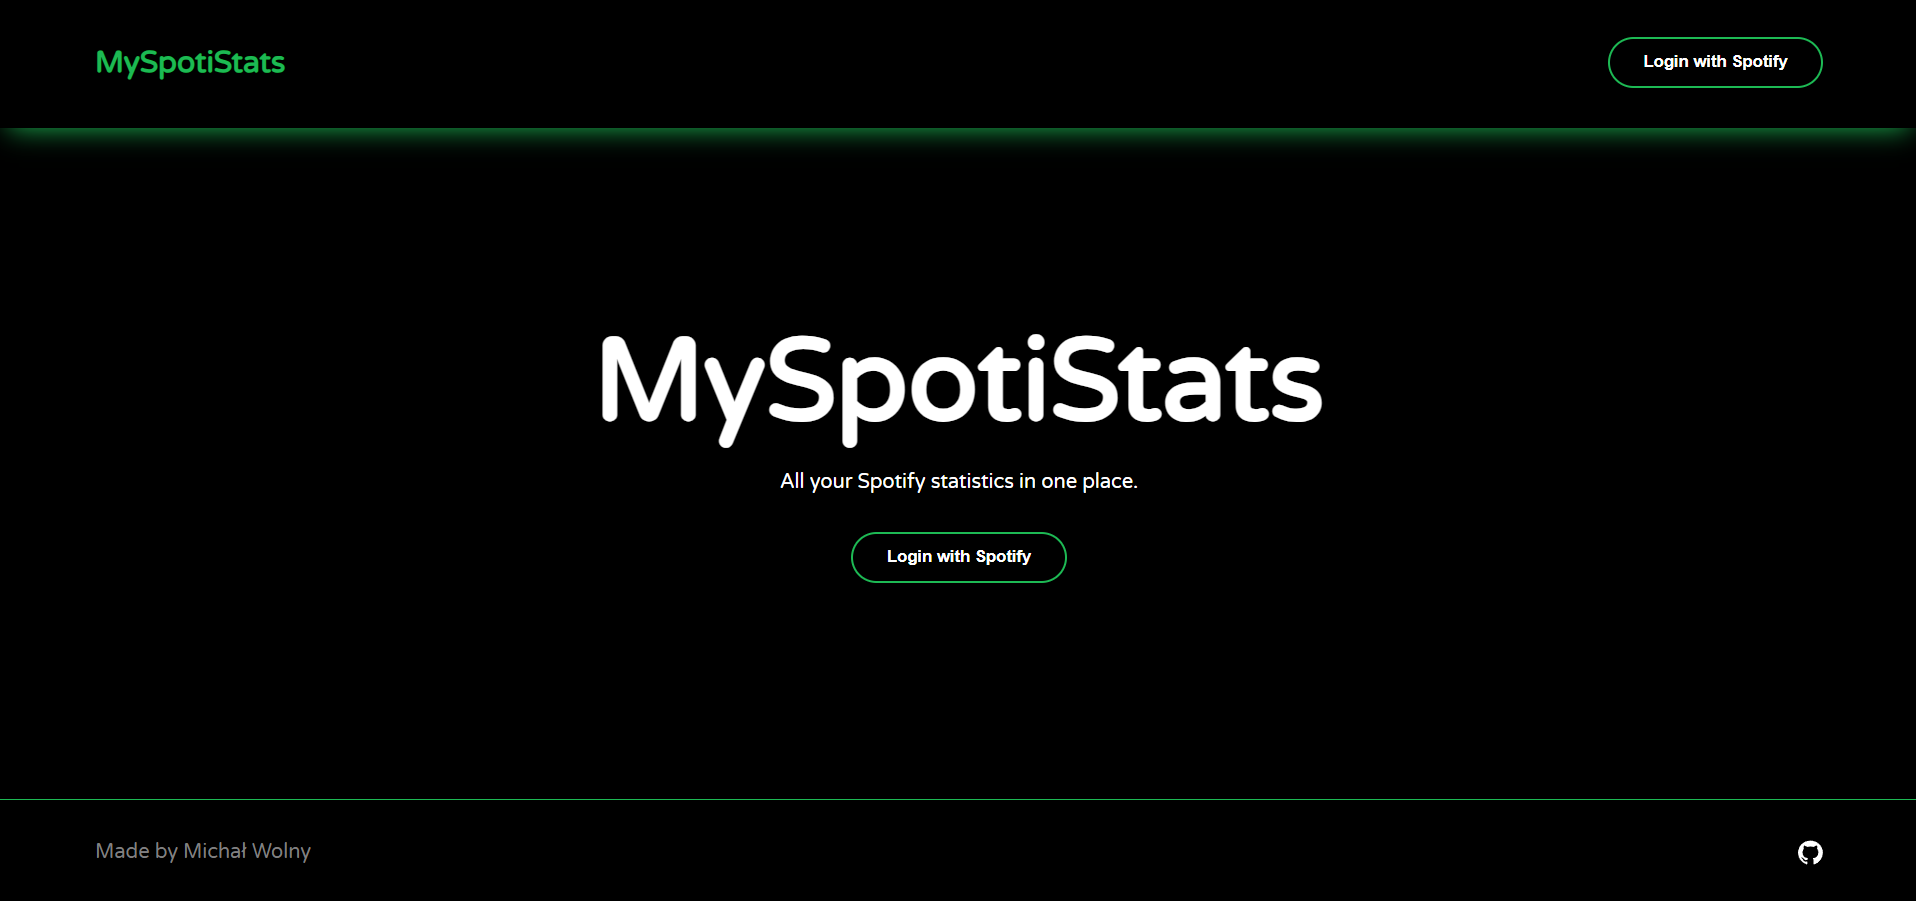 MySpotiStats
Login with Spotify
MySpotiStats
All your Spotify statistics in one place.
Login with Spotify
Made by Michał Wolny